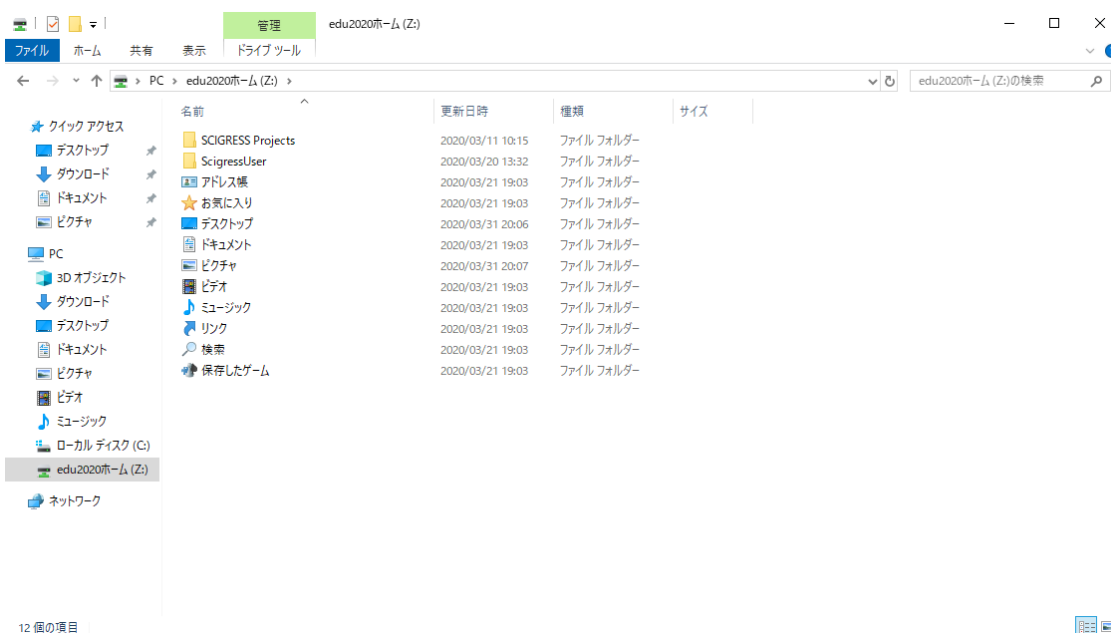 管理
edu2020ホーム (Z:)
ファイル ホーム 共有 表示 ドライブ ツール
PC edu2020ホーム (Z:)
edu2020ホーム (Z:)の検索
名前 更新日時 種類 サイズ
クイック アクセス
デスクトップ
ダウンロード
ドキュメント
ピクチャ
PC
3D オブジェクト
ダウンロード
デスクトップ
ドキュメント
ピクチャ
ビデオ
ミュージック
ローカル ディスク (C:)
edu2020ホーム (Z:)
ネットワーク
SCIGRESS Projects 2020/03/11 10:15 ファイル フォルダー
ScigressUser 2020/03/20 13:32 ファイル フォルダー
アドレス帳 2020/03/21 19:03 ファイル フォルダー
お気に入り 2020/03/21 19:03 ファイル フォルダー
デスクトップ 2020/03/31 20:06 ファイル フォルダー
ドキュメント 2020/03/21 19:03 ファイル フォルダー
ピクチャ 2020/03/31 20:07 ファイル フォルダー
ビデオ 2020/03/21 19:03 ファイル フォルダー
ミュージック 2020/03/21 19:03 ファイル フォルダー
リンク 2020/03/21 19:03 ファイル フォルダー
検索 2020/03/21 19:03 ファイル フォルダー
保存したゲーム 2020/03/21 19:03 ファイル フォルダー
12 個の項目